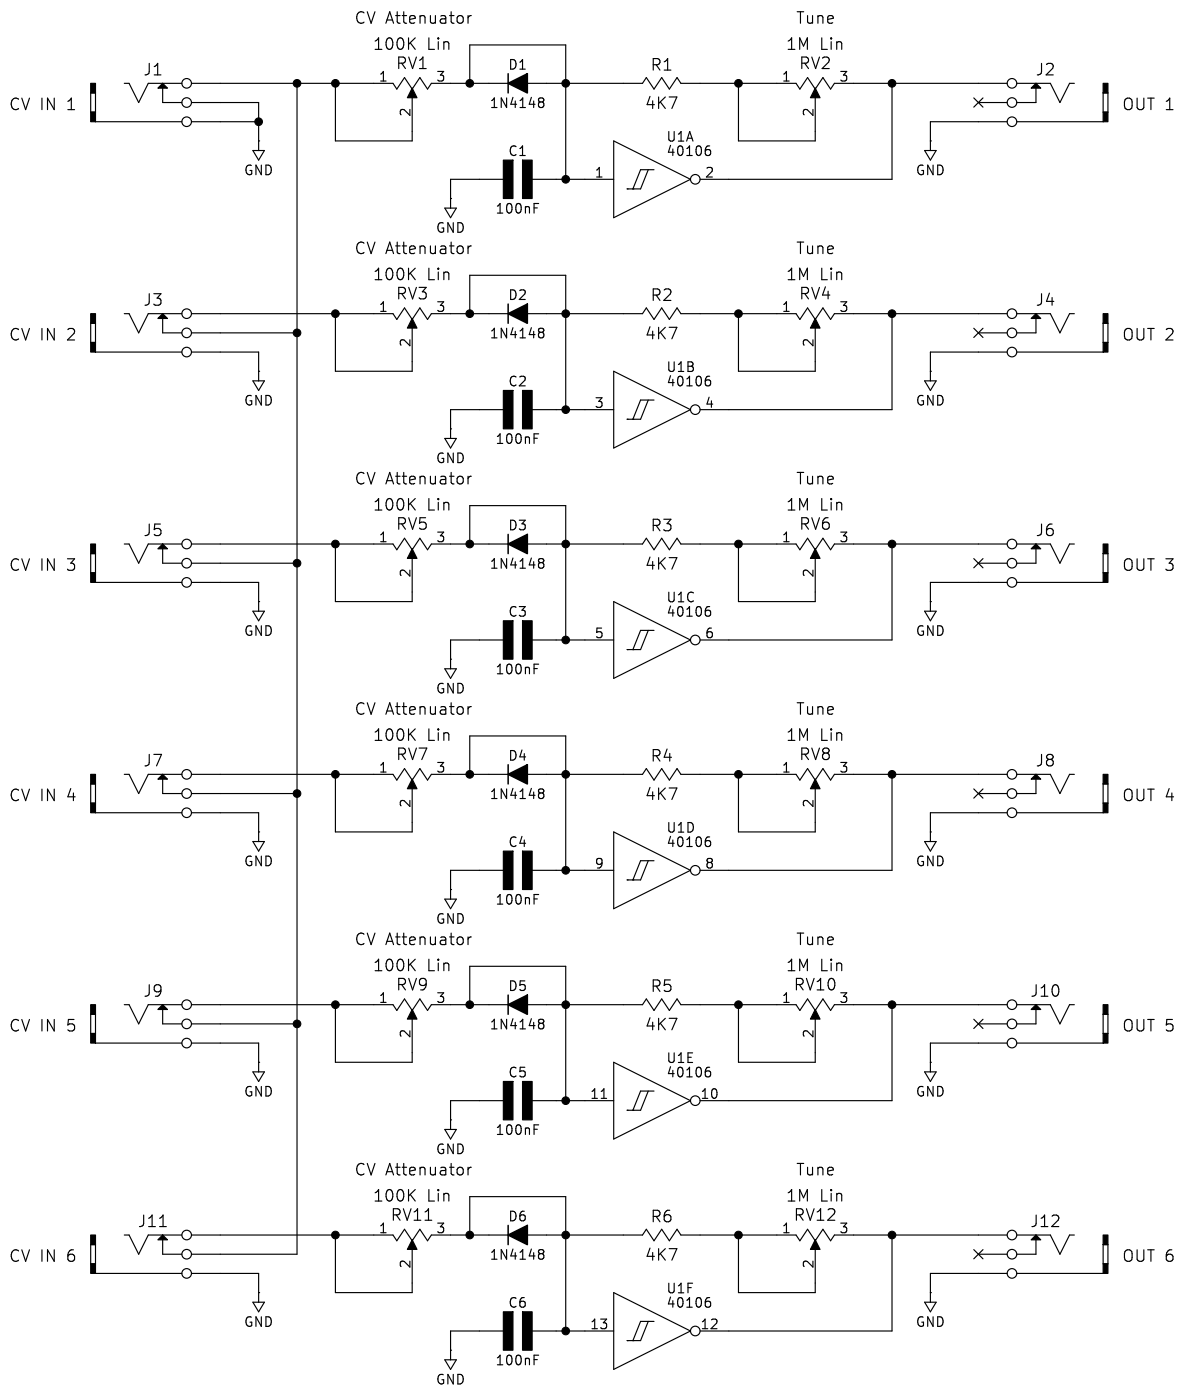 CV Attenuator Tune
100K Lin 1M Lin
J1 1 RV1 3 D1 R1 1 RV2 3 J2
CV IN 1 2 1N4148 4K7 2 OUT 1
GND C1 1 U1A 40106 2 GND
GND 100nF
CV Attenuator Tune
100K Lin 1M Lin
J3 1 RV3 3 D2 R2 1 RV4 3 J4
CV IN 2 2 1N4148 4K7 2 OUT 2
GND C2 3 U1B 40106 4 GND
GND 100nF
CV Attenuator Tune
100K Lin 1M Lin
J5 1 RV5 3 D3 R3 1 RV6 3 J6
CV IN 3 2 1N4148 4K7 2 OUT 3
GND C3 5 U1C 40106 6 GND
GND 100nF
CV Attenuator Tune
100K Lin 1M Lin
J7 1 RV7 3 D4 R4 1 RV8 3 J8
CV IN 4 2 1N4148 4K7 2 OUT 4
GND C4 9 U1D 40106 8 GND
GND 100nF
CV Attenuator Tune
100K Lin 1M Lin
J9 1 RV9 3 D5 R5 1 RV10 3 J10
CV IN 5 2 1N4148 4K7 2 OUT 5
GND C5 11 U1E 40106 10 GND
GND 100nF
CV Attenuator Tune
100K Lin 1M Lin
J11 1 RV11 3 D6 R6 1 RV12 3 J12
CV IN 6 2 1N4148 4K7 2 OUT 6
GND C6 13 U1F 40106 12 GND
GND 100nF